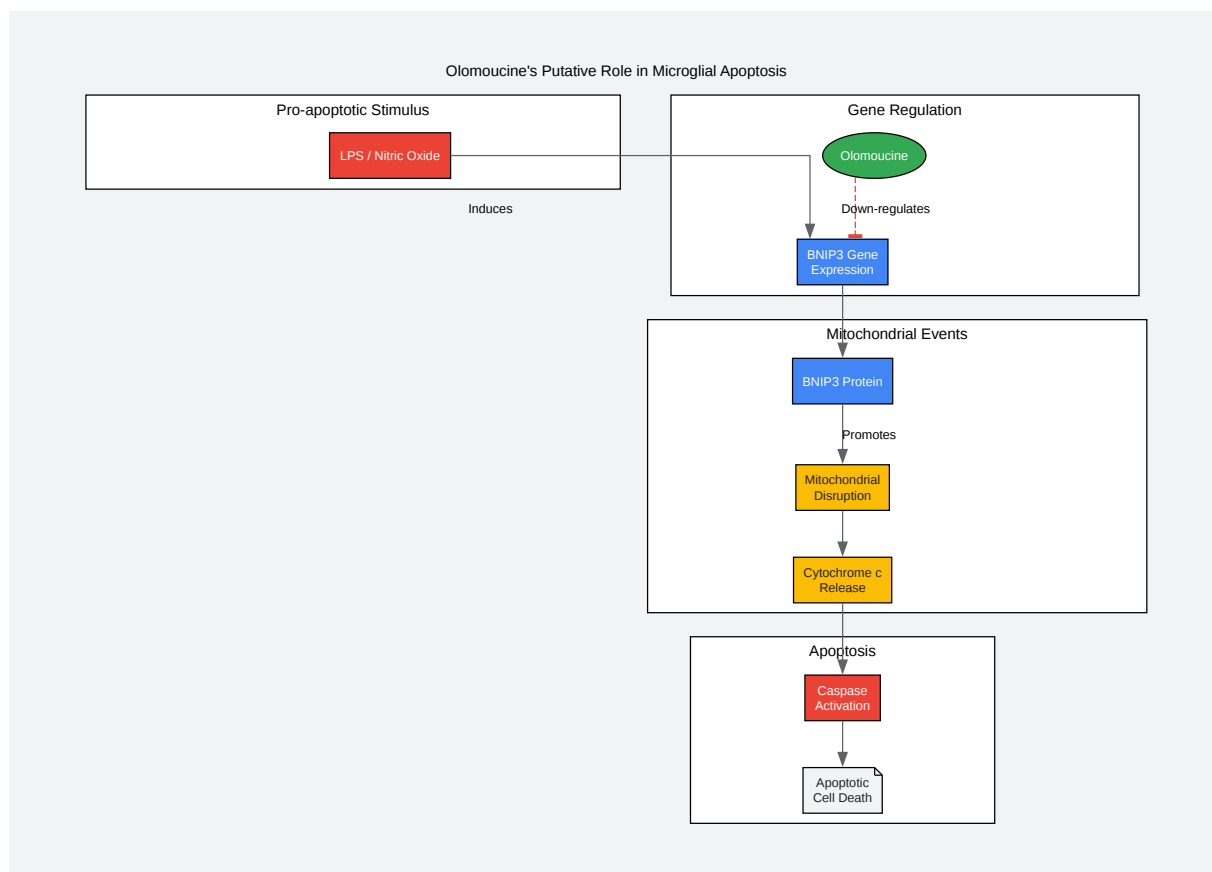 Olomoucine's Putative Role in Microglial Apoptosis
Pro-apoptotic Stimulus
LPS / Nitric Oxide
Induces
Gene Regulation
Olomoucine
Down-regulates
BNIP3 Gene
Expression
Mitochondrial Events
BNIP3 Protein
Promotes
Mitochondrial
Disruption
Cytochrome c
Release
Apoptosis
Caspase
Activation
Apoptotic
Cell Death